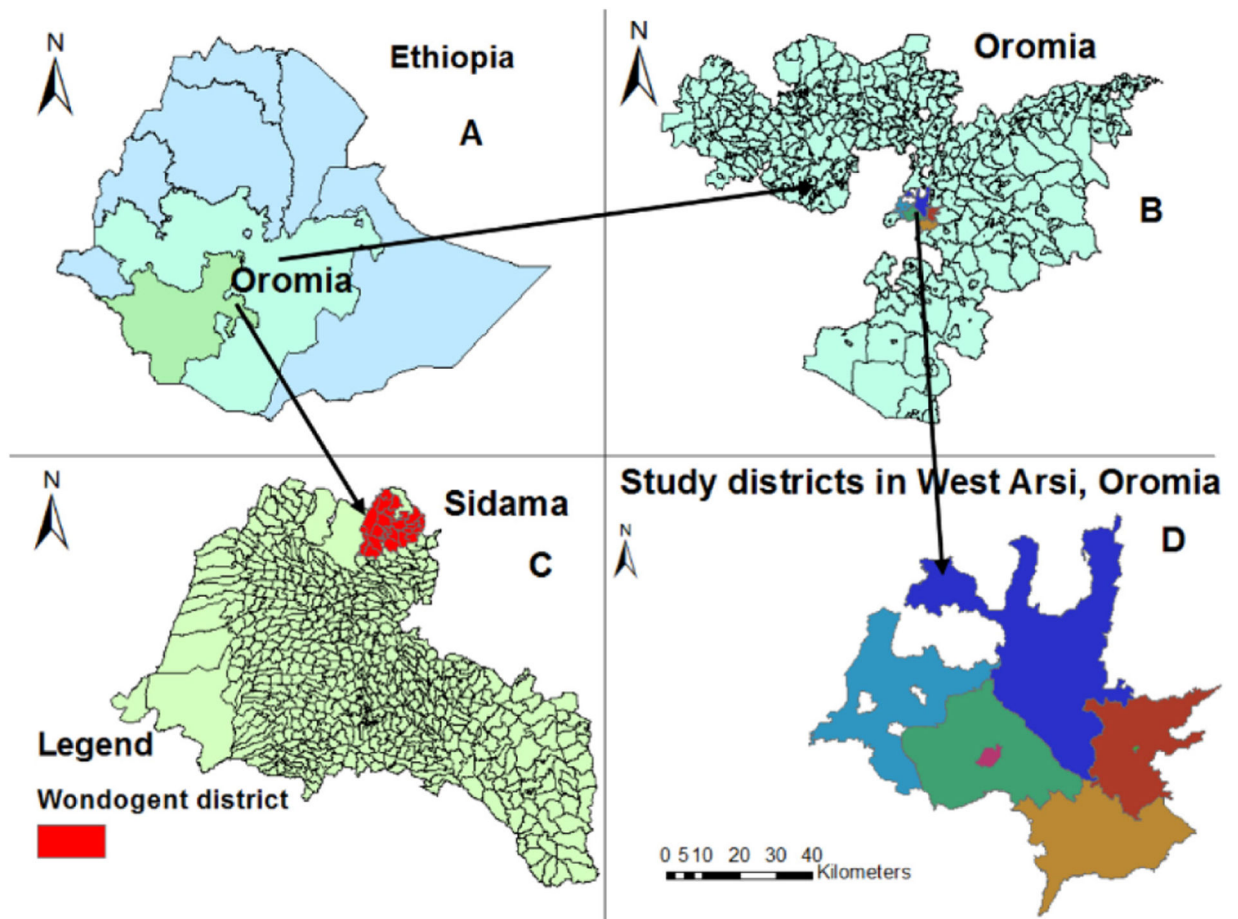 N
Ethiopia
A
Oromia
N
Oromia
B
N
Sidama
C
Legend
Wondogent district
Study districts in West Arsi, Oromia
N
D
0 5 10 20 30 40
Kilometers